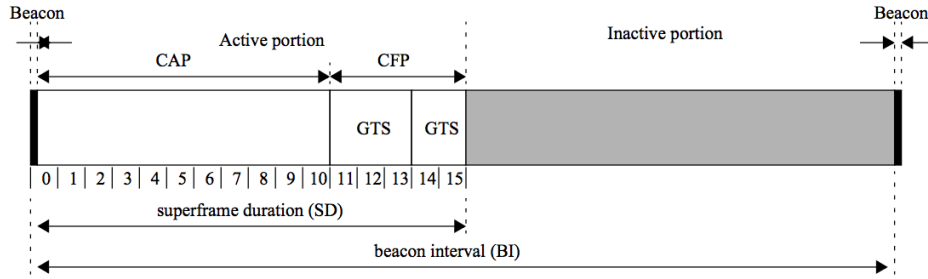 Beacon
Beacon
Active portion
Inactive portion
CAP
CFP
GTS
GTS
0 | 1 | 2 | 3 | 4 | 5 | 6 | 7 | 8 | 9 | 10 | 11 | 12 | 13 | 14 | 15
superframe duration (SD)
beacon interval (BI)